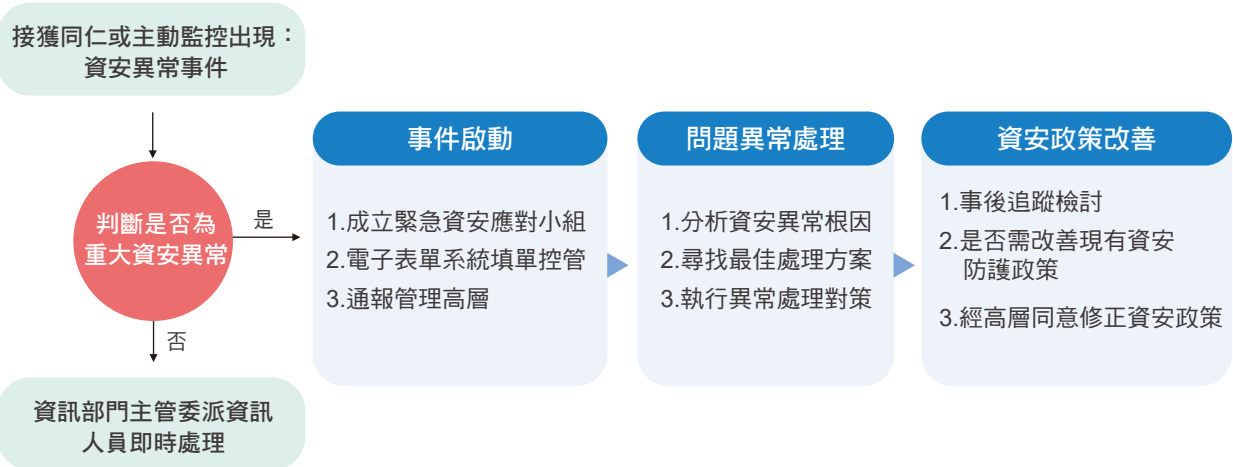 接獲同仁或主動監控出現：
資安異常事件
判斷是否為
重大資安異常
是
否
資訊部門主管委派資訊
人員即時處理
事件啟動
1.成立緊急資安應對小組
2.電子表單系統填單控管
3.通報管理高層
問題異常處理
1.分析資安異常根因
2.尋找最佳處理方案
3.執行異常處理對策
資安政策改善
1.事後追蹤檢討
2.是否需改善現有資安
防護政策
3.經高層同意修正資安政策